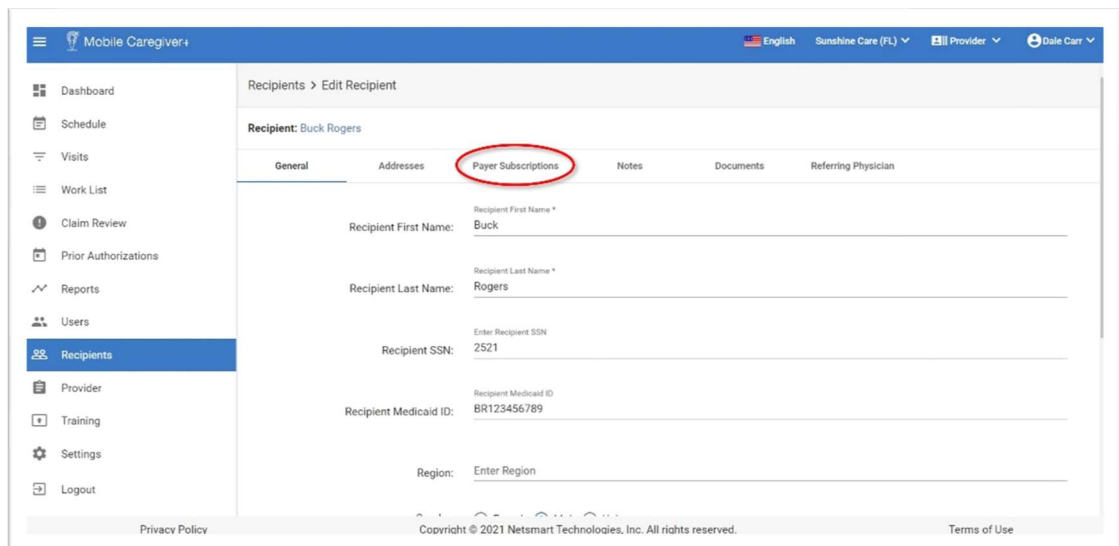 Mobile Caregiver+
English Sunshine Care (FL) Provider Dale Carr
Dashboard
Schedule
Visits
Work List
Claim Review
Prior Authorizations
Reports
Users
Recipients
Provider
Training
Settings
Logout
Recipients > Edit Recipient
Recipient: Buck Rogers
General Addresses Payer Subscriptions Notes Documents Referring Physician
Recipient First Name *
Recipient First Name: Buck
Recipient Last Name *
Recipient Last Name: Rogers
Enter Recipient SSN
Recipient SSN: 2521
Recipient Medicaid ID
Recipient Medicaid ID: BR123456789
Region: Enter Region
Privacy Policy Copyright © 2021 Netsmart Technologies, Inc. All rights reserved. Terms of Use